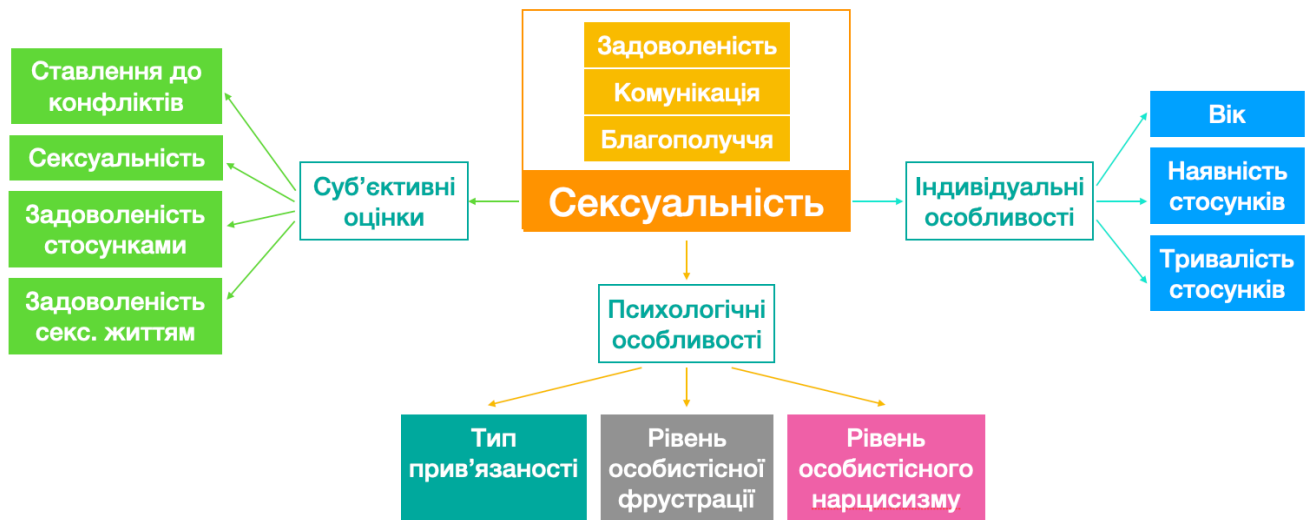 Задоволеність
Комунікація
Благополуччя
Сексуальність
Суб’єктивні
оцінки
Ставлення до
конфліктів
Сексуальність
Задоволеність
стосунками
Задоволеність
секс. життям
Індивідуальні
особливості
Вік
Наявність
стосунків
Тривалість
стосунків
Психологічні
особливості
Тип
прив’язаності
Рівень
особистісної
фрустрації
Рівень
особистісного
нарцисизму